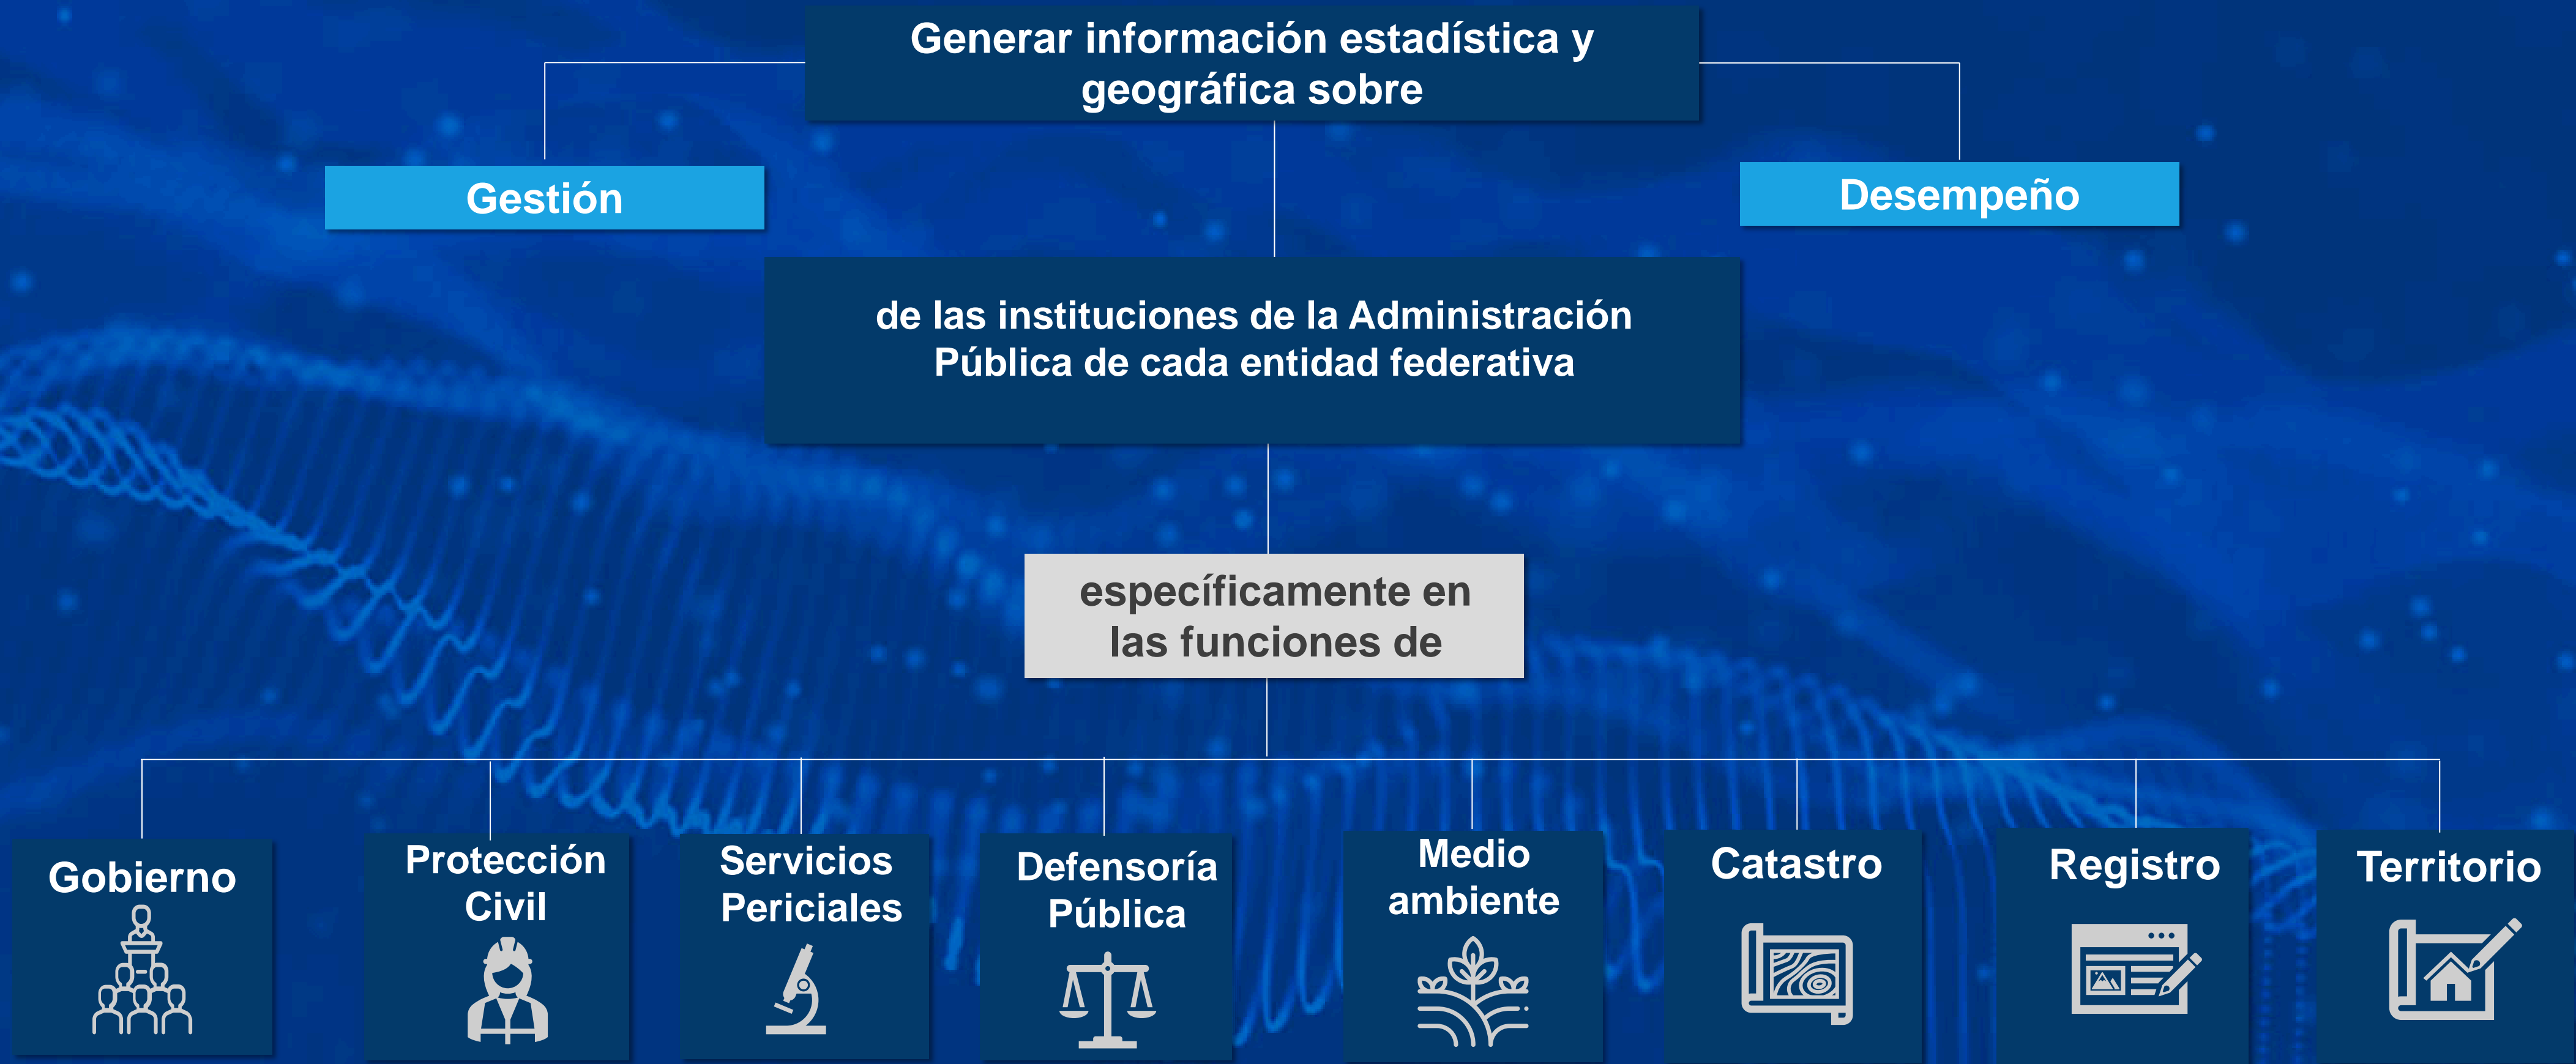 Generar información estadística y
geográfica sobre
Gestión
Desempeño
de las instituciones de la Administración
Pública de cada entidad federativa
específicamente en
las funciones de
Gobierno
Protección
Civil
Servicios
Periciales
Defensoría
Pública
Medio
ambiente
Catastro
Registro
Territorio